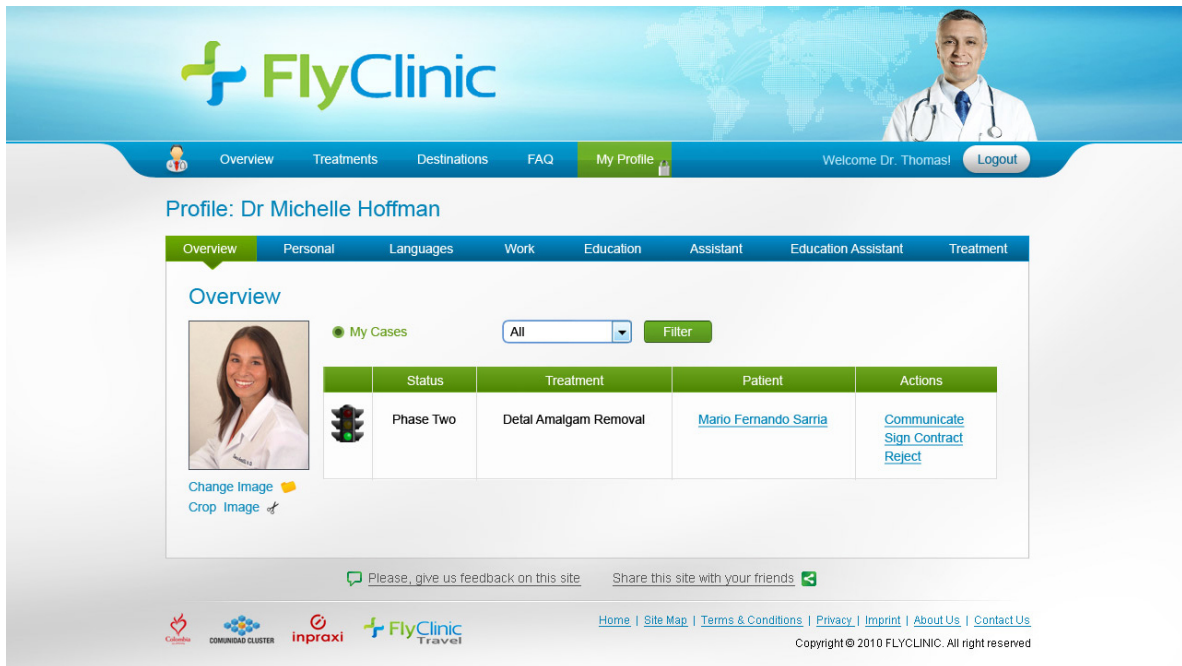 FlyClinic
Overview Treatments Destinations FAQ My Profile Welcome Dr. Thomas! Logout
Profile: Dr Michelle Hoffman
Overview Personal Languages Work Education Assistant Education Assistant Treatment
Overview
My Cases All Filter
Status Treatment Patient Actions
Phase Two Detal Amalgam Removal Mario Fernando Sarria Communicate
Sign Contract
Reject
Change Image
Crop Image
Please, give us feedback on this site Share this site with your friends
Colombia COMUNIDAD CLUSTER inpraxi FlyClinic Travel
Home | Site Map | Terms & Conditions | Privacy | Imprint | About Us | Contact Us
Copyright © 2010 FLYCLINIC. All right reserved